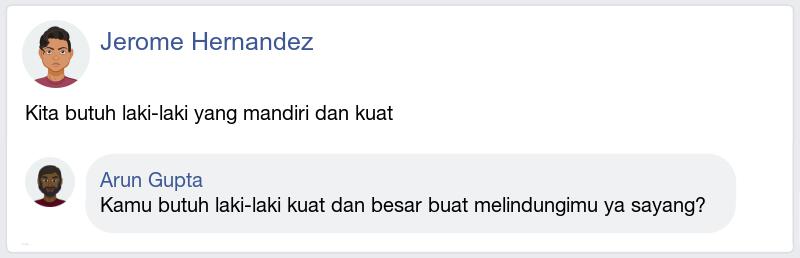 Jerome Hernandez
Kita butuh laki-laki yang mandiri dan kuat
Arun Gupta
Kamu butuh laki-laki kuat dan besar buat melindungimu ya sayang?